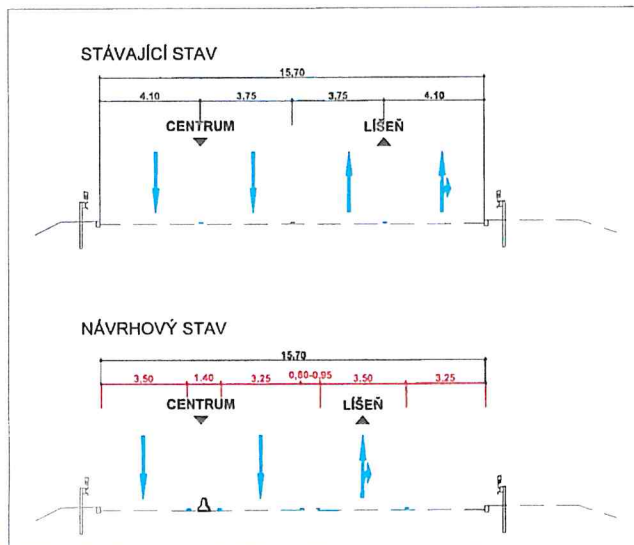 STÁVAJÍCÍ STAV
15,70
4,10 3,75 3,75 4,10
CENTRUM LÍŠEŇ
NÁVRHOVÝ STAV
15,70
3,50 1,40 3,25 0,80-0,95 3,50 3,25
CENTRUM LÍŠEŇ